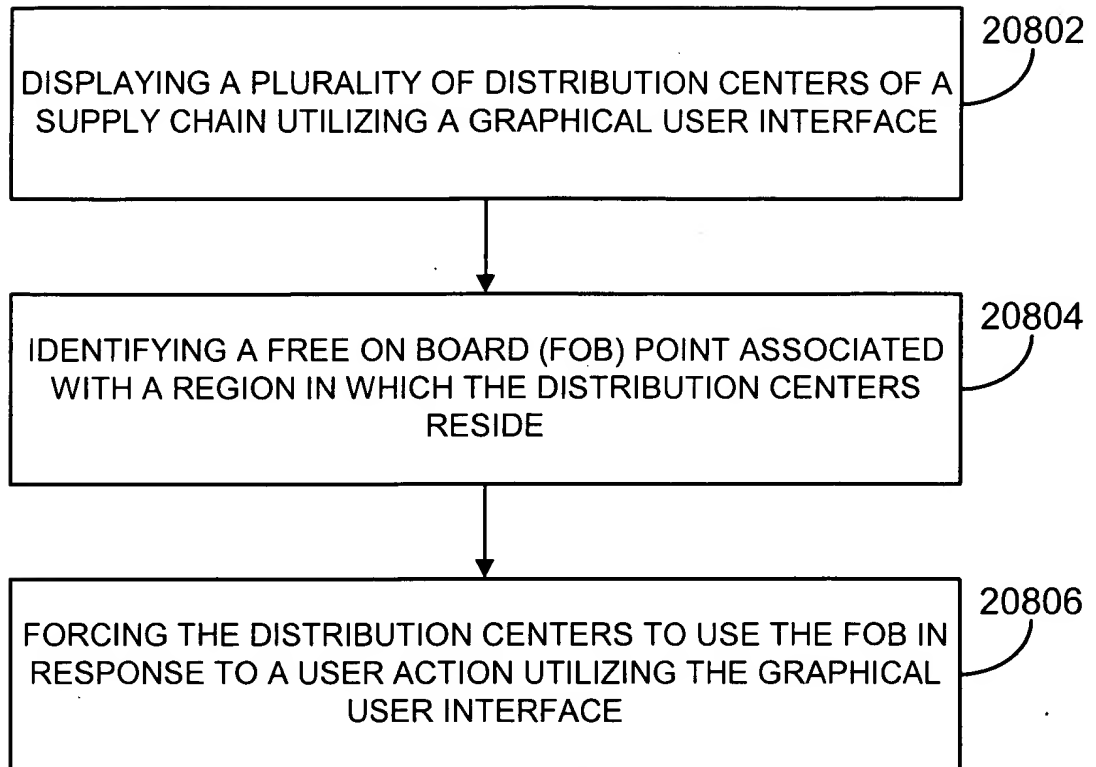 20802
DISPLAYING A PLURALITY OF DISTRIBUTION CENTERS OF A
SUPPLY CHAIN UTILIZING A GRAPHICAL USER INTERFACE
20804
IDENTIFYING A FREE ON BOARD (FOB) POINT ASSOCIATED
WITH A REGION IN WHICH THE DISTRIBUTION CENTERS
RESIDE
20806
FORCING THE DISTRIBUTION CENTERS TO USE THE FOB IN
RESPONSE TO A USER ACTION UTILIZING THE GRAPHICAL
USER INTERFACE